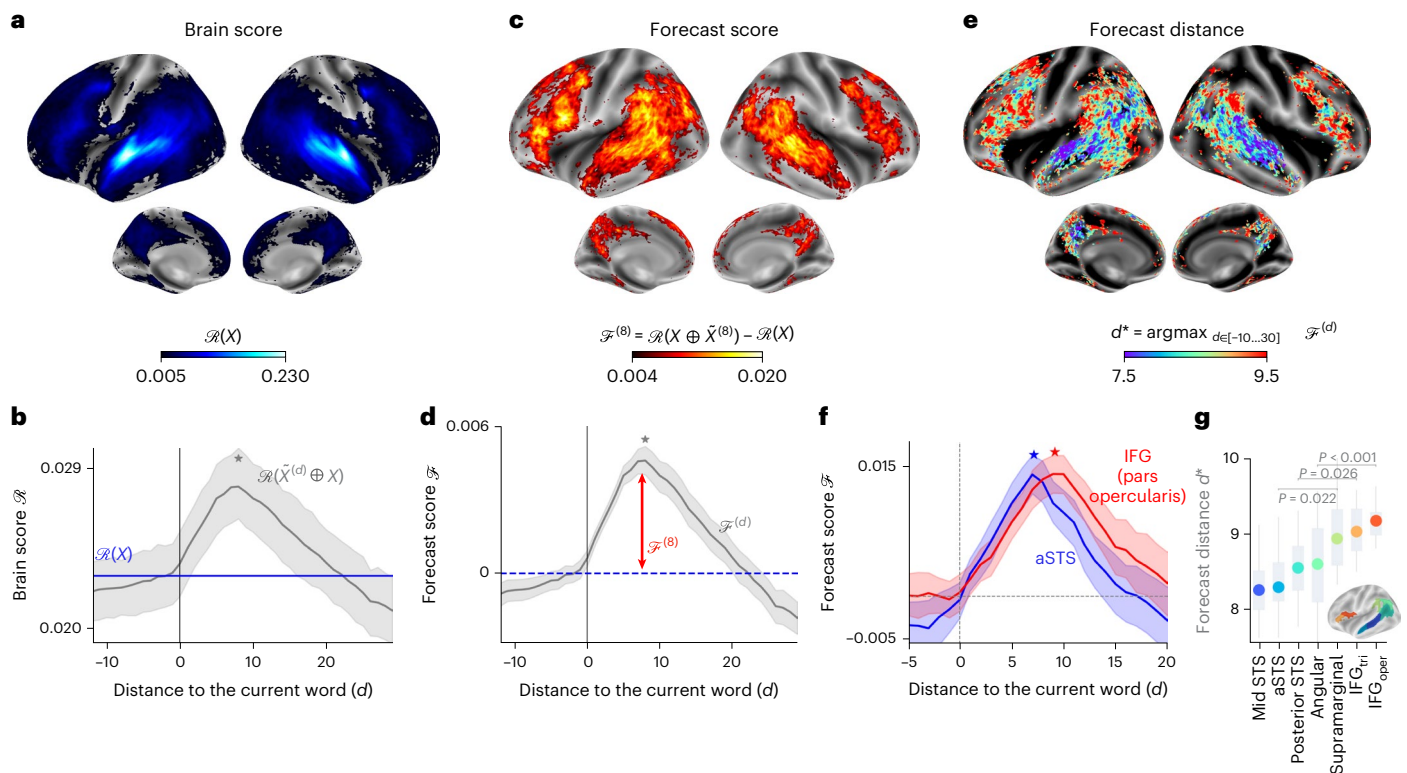 a
Brain score
ℛ(X)
0.005 0.230
c
Forecast score
ℱ⁽⁸⁾ = ℛ(X ⊕ X̃⁽⁸⁾) − ℛ(X)
0.004 0.020
e
Forecast distance
d* = argmax d∈[−10...30] ℱ⁽ᵈ⁾
7.5 9.5
b
Brain score ℛ
0.029
0.020
ℛ(X̃⁽ᵈ⁾ ⊕ X)
ℛ(X)
−10 0 10 20
Distance to the current word (d)
d
Forecast score ℱ
0.006
0
ℱ⁽ᵈ⁾
ℱ⁽⁸⁾
−10 0 10 20
Distance to the current word (d)
f
Forecast score ℱ
0.015
−0.005
IFG
(pars
opercularis)
aSTS
−5 0 5 10 15 20
Distance to the current word (d)
g
Forecast distance d*
10
9
8
P < 0.001
P = 0.026
P = 0.022
Mid STS
aSTS
Posterior STS
Angular
Supramarginal
IFG tri
IFG oper